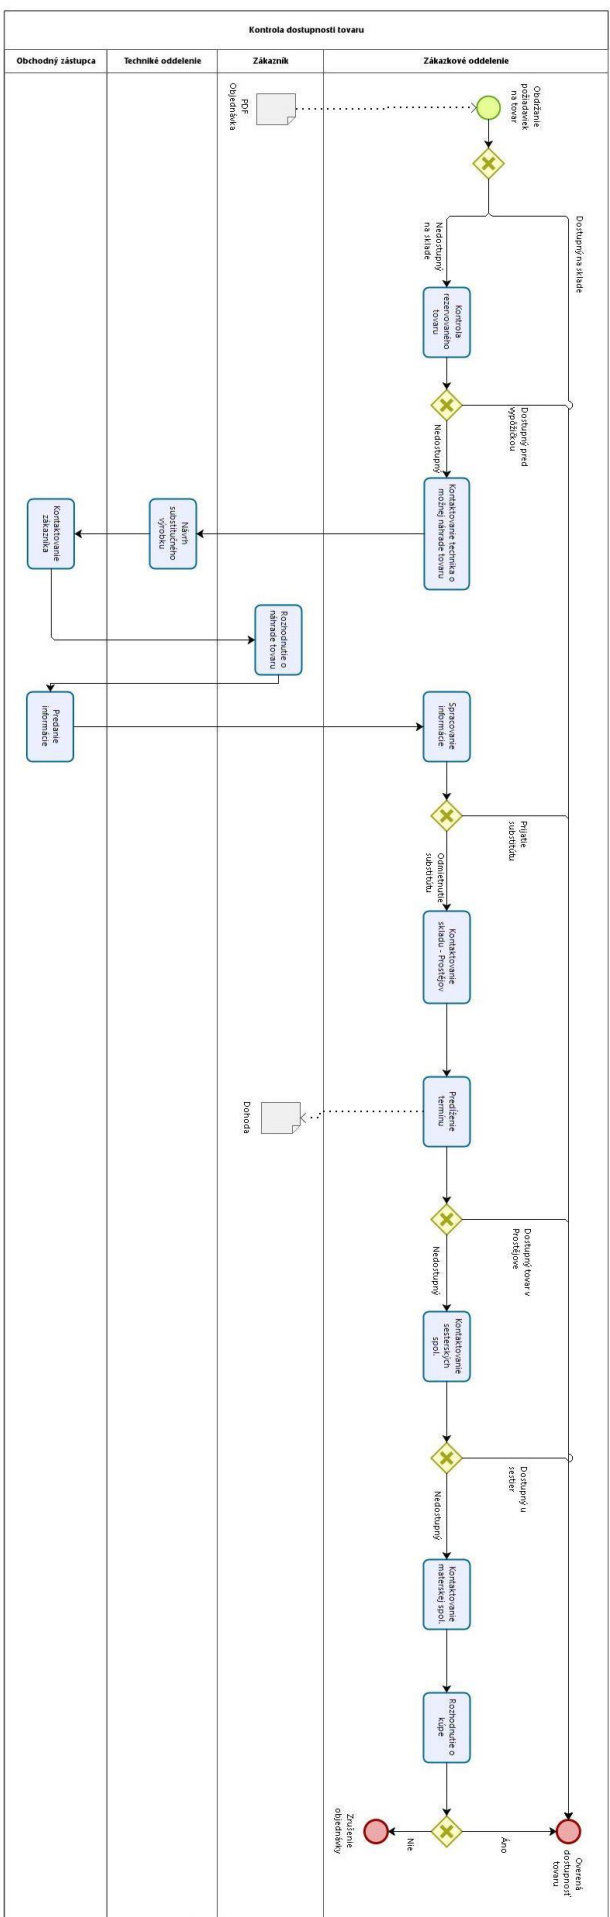 Kontrola dostupnosti tovaru
Obchodný zástupca
Techniké oddelenie
Zákazník
Zákazkové oddelenie
PDF
Objednávka
Obdržanie
požiadaviek
na tovar
Dostupný na sklade
Nedostupný
na sklade
Kontrola
rezervovaného
tovaru
Dostupný pred
vypôžičkou
Nedostupný
Kontaktovanie technika o
možnej náhrade tovaru
Návrh
substitučného
výrobku
Kontaktovanie
zákazníka
Rozhodnutie o
náhrade tovaru
Predanie
informácie
Spracovanie
informácie
Prijatie
substitútu
Odmietnutie
substitútu
Kontaktovanie
skladu - Prostějov
Predĺženie
termínu
Dohoda
Dostupný tovar v
Prostějove
Nedostupný
Kontaktovanie
sesterských
spol.
Dostupný u
sestier
Nedostupný
Kontaktovanie
materskej spol.
Rozhodnutie o
kúpe
Áno
Nie
Zrušenie
objednávky
Overená
dostupnosť
tovaru